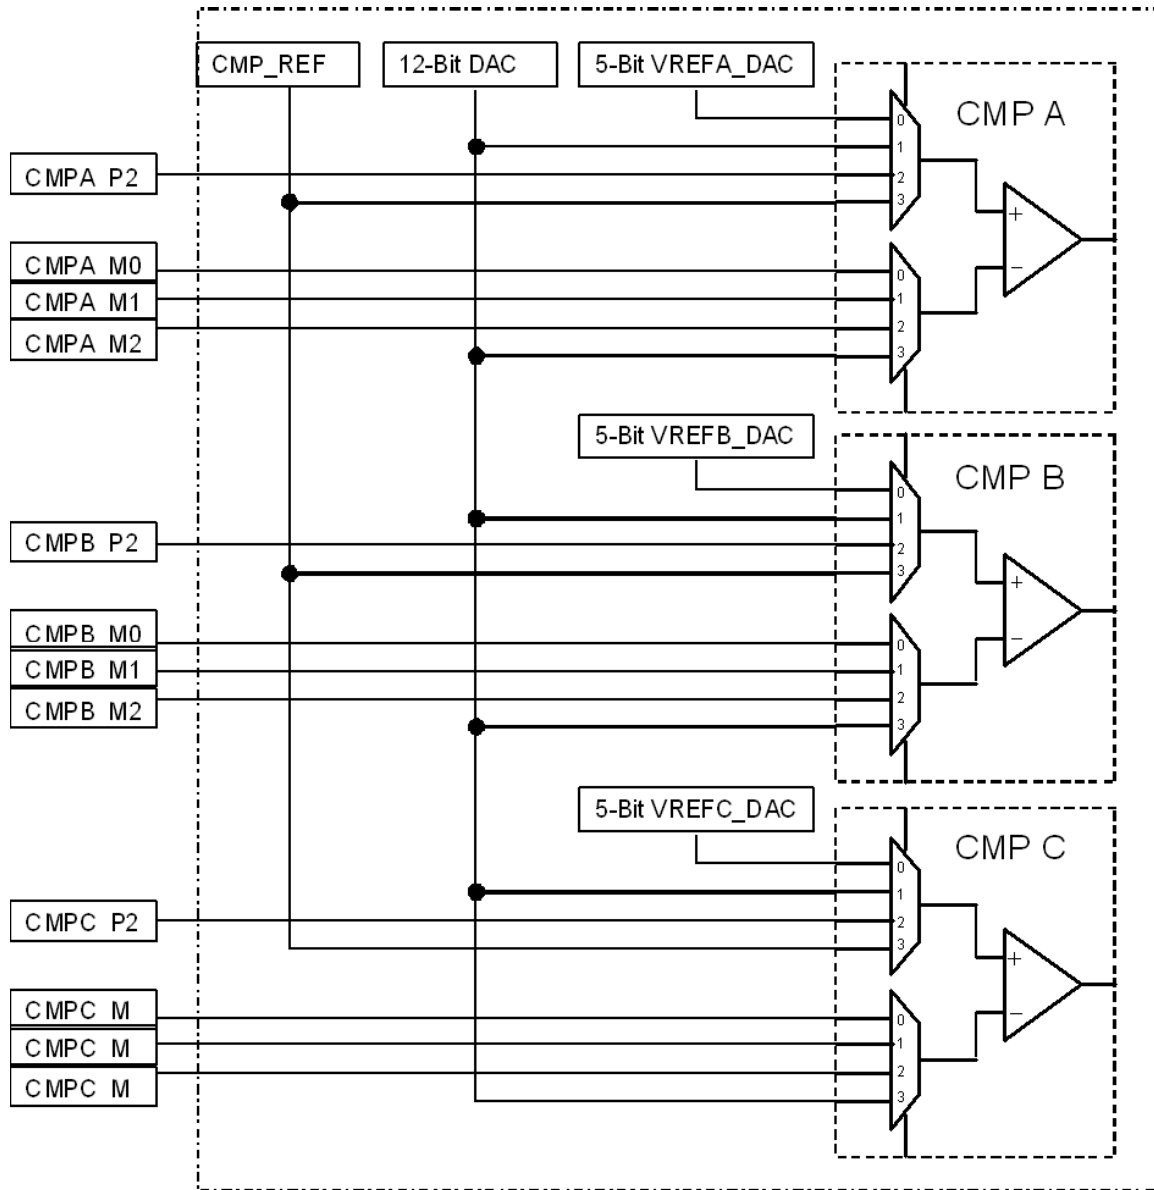 CMP_REF
12-Bit DAC
5-Bit VREFA_DAC
CMP A
0
1
CMPA P2
2
3
+
CMPA M0
0
−
CMPA M1
1
CMPA M2
2
3
5-Bit VREFB_DAC
CMP B
0
1
CMPB P2
2
3
+
CMPB M0
0
−
CMPB M1
1
CMPB M2
2
3
5-Bit VREFC_DAC
CMP C
0
1
CMPC P2
2
3
+
CMPC M
0
−
CMPC M
1
CMPC M
2
3